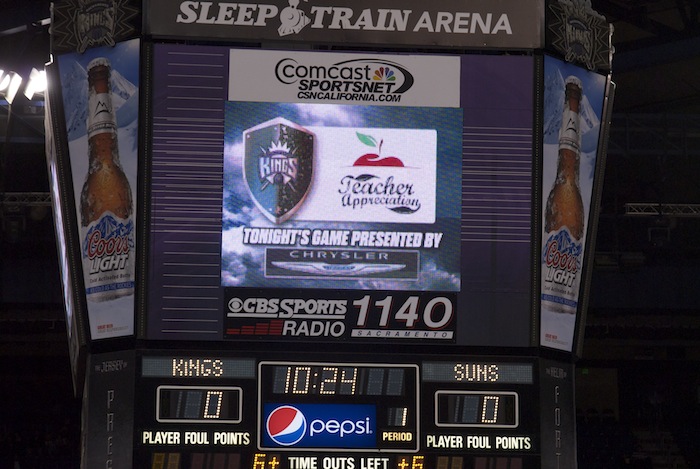 SLEEP TRAIN ARENA
COMCAST
SPORTSNET
CSNCALIFORNIA.COM
KINGS
Teacher
Appreciation
TONIGHT'S GAME PRESENTED BY
CHRYSLER
CBS SPORTS
RADIO
1140
SACRAMENTO
Coors
LIGHT
Coors
LIGHT
KINGS
10:24
SUNS
0
pepsi
1
0
PLAYER FOUL POINTS
PERIOD
PLAYER FOUL POINTS
6+ TIME OUTS LEFT +6